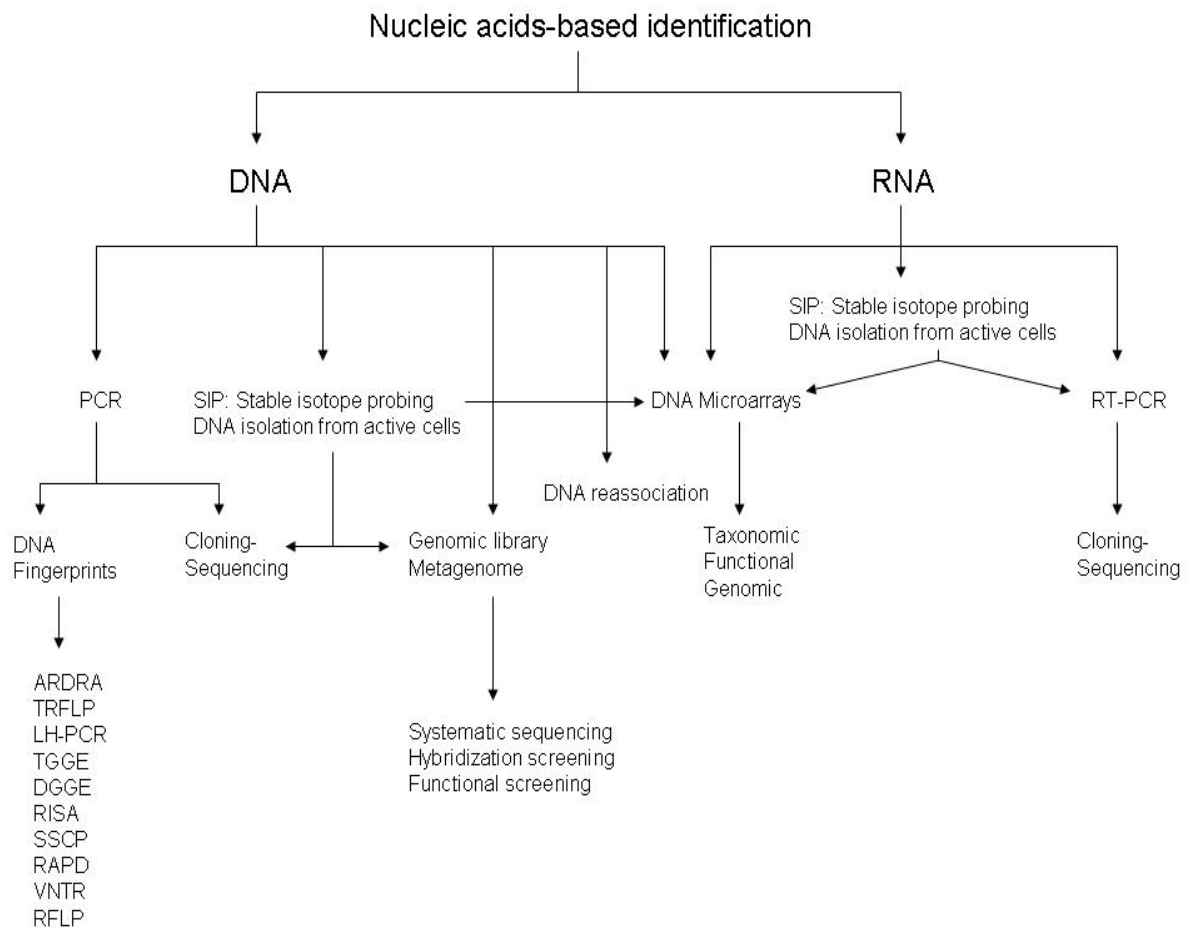 Nucleic acids-based identification
DNA
RNA
SIP: Stable isotope probing
DNA isolation from active cells
PCR
SIP: Stable isotope probing
DNA isolation from active cells
DNA Microarrays
RT-PCR
DNA reassociation
DNA
Fingerprints
Cloning-
Sequencing
Genomic library
Metagenome
Taxonomic
Functional
Genomic
Cloning-
Sequencing
ARDRA
TRFLP
LH-PCR
TGGE
DGGE
RISA
SSCP
RAPD
VNTR
RFLP
Systematic sequencing
Hybridization screening
Functional screening